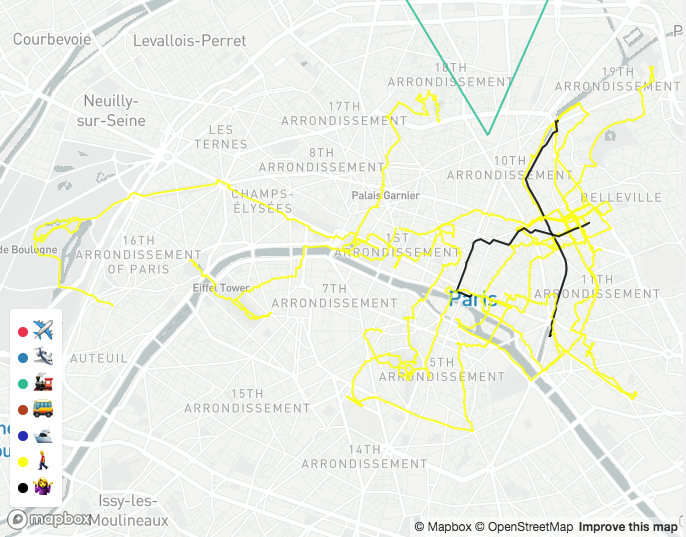 Courbevoie
Levallois-Perret
P
18TH
ARRONDISSEMENT
19TH
ARRONDISSEMENT
Neuilly-
sur-Seine
17TH
ARRONDISSEMENT
LES
TERNES
8TH
ARRONDISSEMENT
10TH
ARRONDISSEMENT
CHAMPS-
ÉLYSÉES
Palais Garnier
BELLEVILLE
de Boulogne
16TH
ARRONDISSEMENT
OF PARIS
1ST
ARRONDISSEMENT
Eiffel Tower
7TH
ARRONDISSEMENT
Paris
11TH
ARRONDISSEMENT
AUTEUIL
5TH
ARRONDISSEMENT
15TH
ARRONDISSEMENT
14TH
ARRONDISSEMENT
Issy-les-
Moulineaux
mapbox
© Mapbox © OpenStreetMap Improve this map